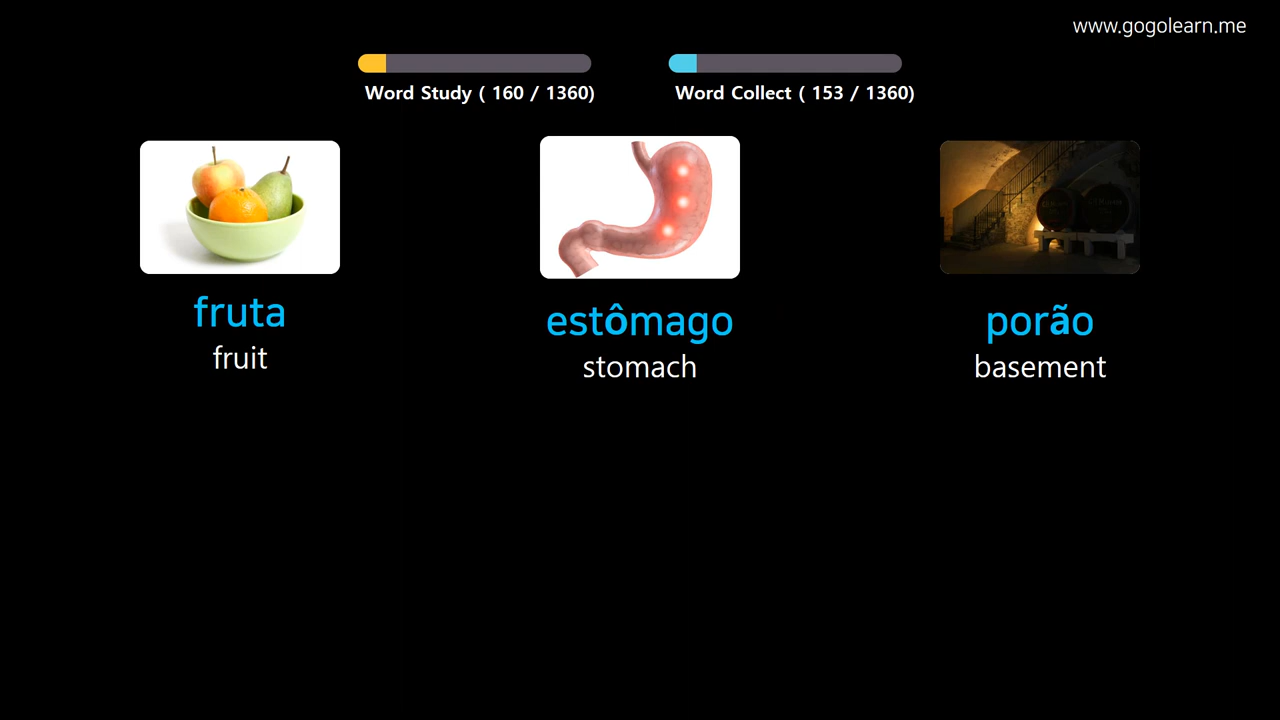 www.gogolearn.me
Word Study ( 160 / 1360)
Word Collect ( 153 / 1360)
fruta
fruit
estômago
stomach
porão
basement